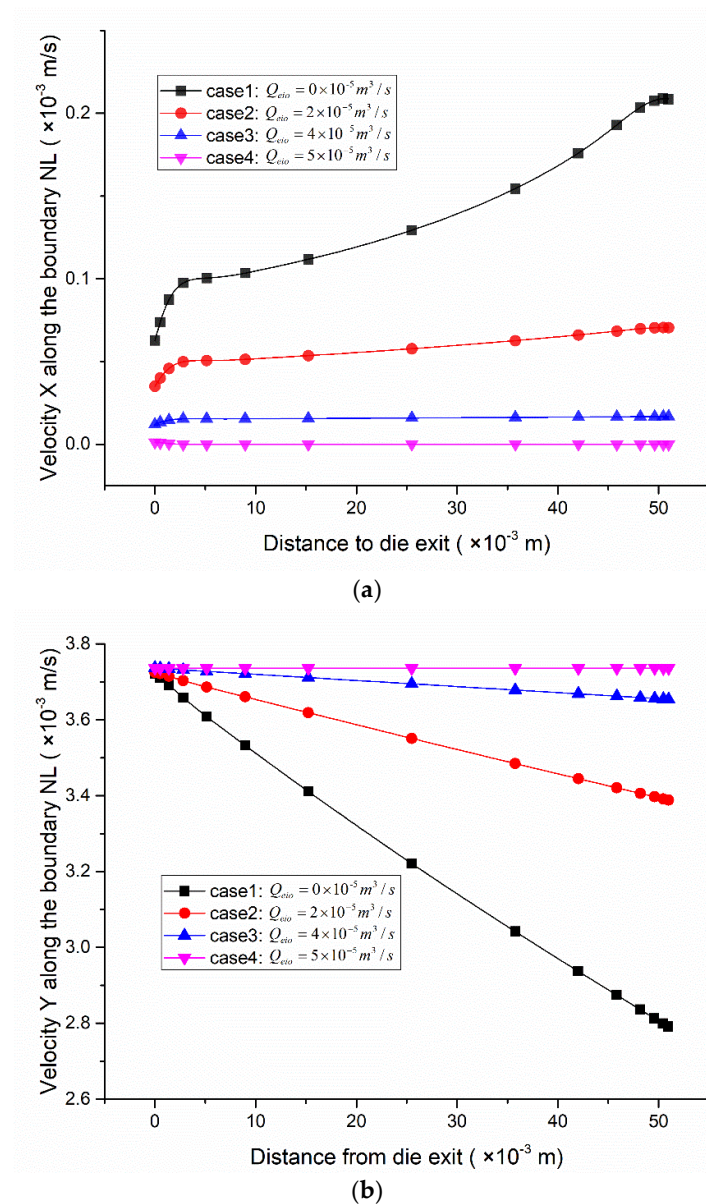 Velocity X along the boundary NL ( ×10⁻³ m/s)
0.2
0.1
0.0
case1: Q_eio = 0×10⁻⁵ m³ / s
case2: Q_eio = 2×10⁻⁵ m³ / s
case3: Q_eio = 4×10⁻⁵ m³ / s
case4: Q_eio = 5×10⁻⁵ m³ / s
0 10 20 30 40 50
Distance to die exit ( ×10⁻³ m)
(a)
Velocity Y along the boundary NL ( ×10⁻³ m/s)
3.8
3.6
3.4
3.2
3.0
2.8
2.6
case1: Q_eio = 0×10⁻⁵ m³ / s
case2: Q_eio = 2×10⁻⁵ m³ / s
case3: Q_eio = 4×10⁻⁵ m³ / s
case4: Q_eio = 5×10⁻⁵ m³ / s
0 10 20 30 40 50
Distance from die exit ( ×10⁻³ m)
(b)